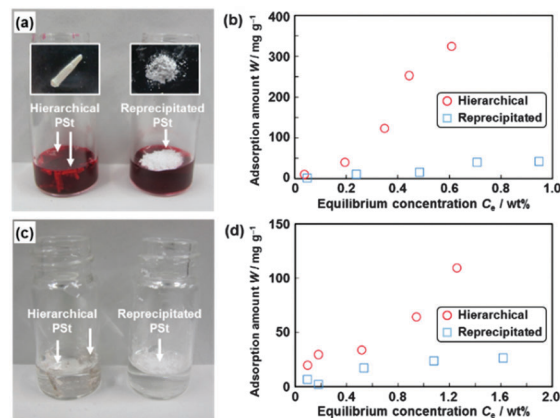 (a)
Hierarchical
PSt
Reprecipitated
PSt
(b)
Adsorption amount W / mg g⁻¹
400
300
200
100
0
0
0.2
0.4
0.6
0.8
1.0
Equilibrium concentration Cₑ / wt%
Hierarchical
Reprecipitated
(c)
Hierarchical
PSt
Reprecipitated
PSt
(d)
Adsorption amount W / mg g⁻¹
150
100
50
0
0
0.4
0.8
1.2
1.6
2.0
Equilibrium concentration Cₑ / wt%
Hierarchical
Reprecipitated